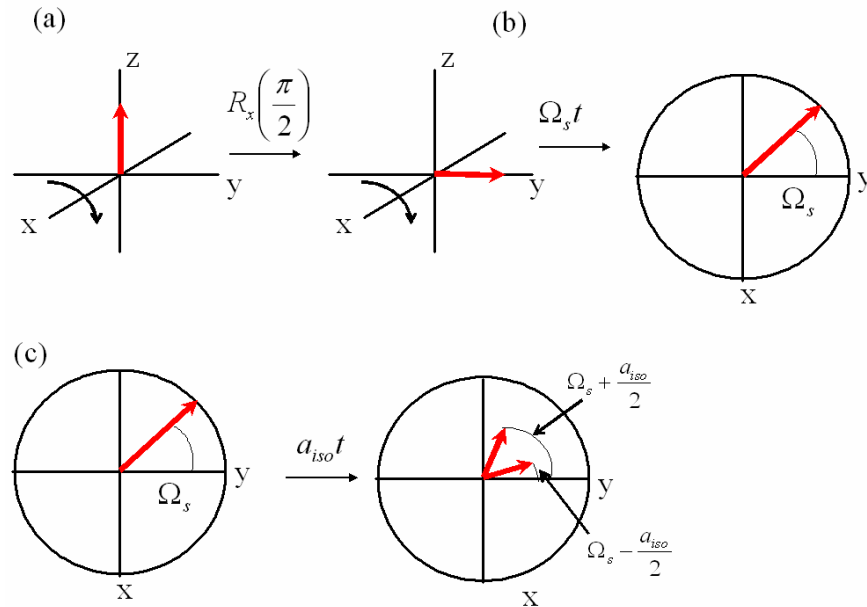 (a)
z
y
x
R_x(π/2)
z
y
x
Ω_s t
(b)
y
Ω_s
x
(c)
y
Ω_s
x
a_iso t
Ω_s + a_iso/2
y
Ω_s − a_iso/2
x